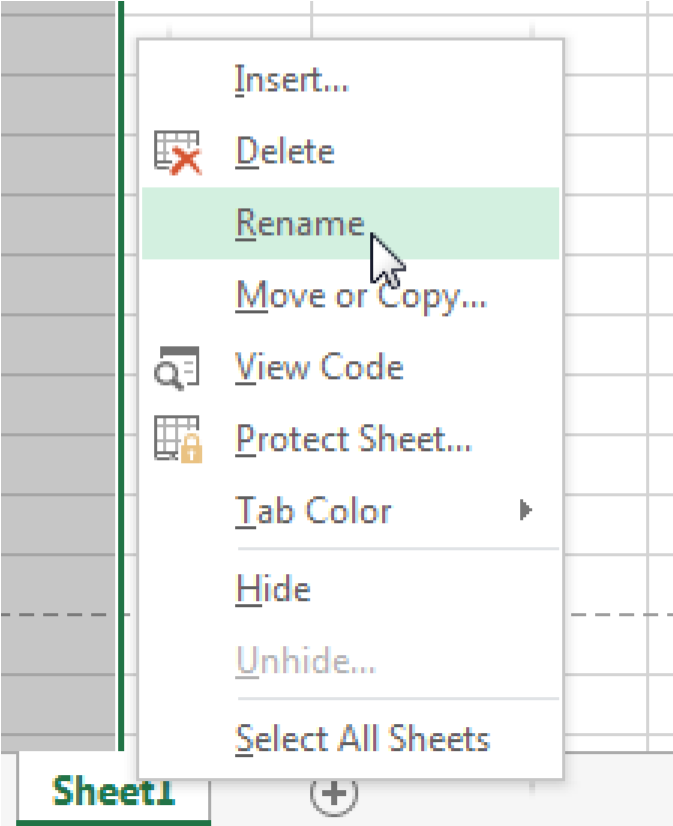 Insert...
Delete
Rename
Move or Copy...
View Code
Protect Sheet...
Tab Color
Hide
Unhide...
Select All Sheets
Sheet1